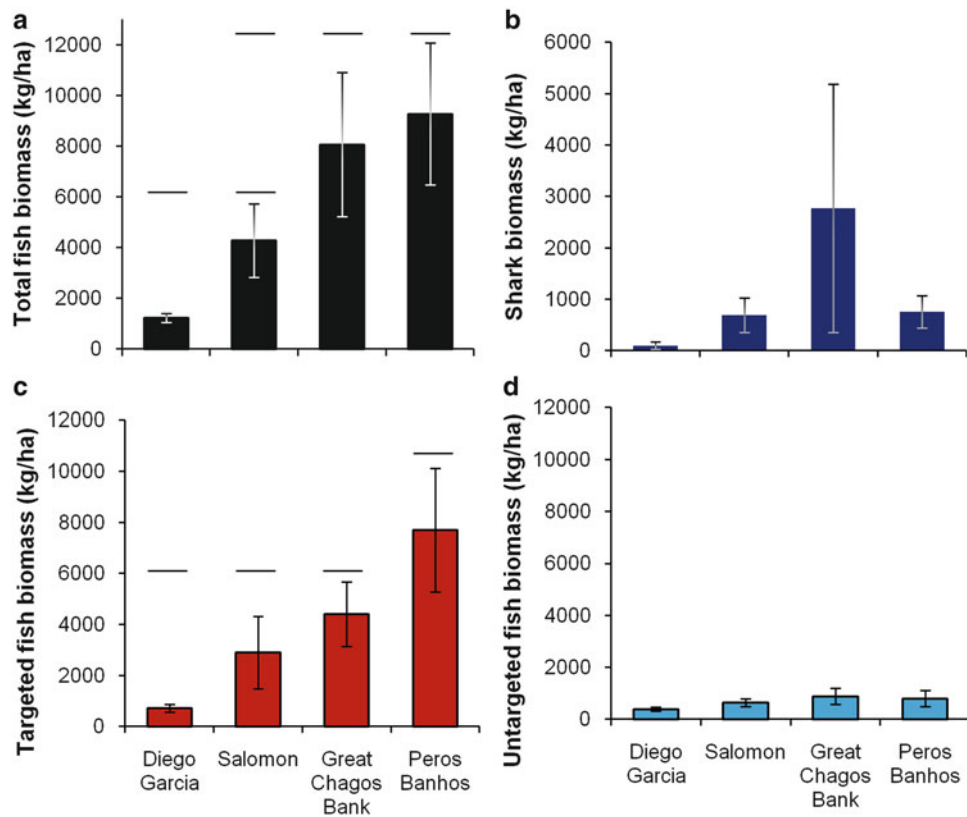 a
Total fish biomass (kg/ha)
12000
10000
8000
6000
4000
2000
0
b
Shark biomass (kg/ha)
6000
5000
4000
3000
2000
1000
0
c
Targeted fish biomass (kg/ha)
12000
10000
8000
6000
4000
2000
0
Diego
Garcia
Salomon
Great
Chagos
Bank
Peros
Banhos
d
Untargeted fish biomass (kg/ha)
12000
10000
8000
6000
4000
2000
0
Diego
Garcia
Salomon
Great
Chagos
Bank
Peros
Banhos